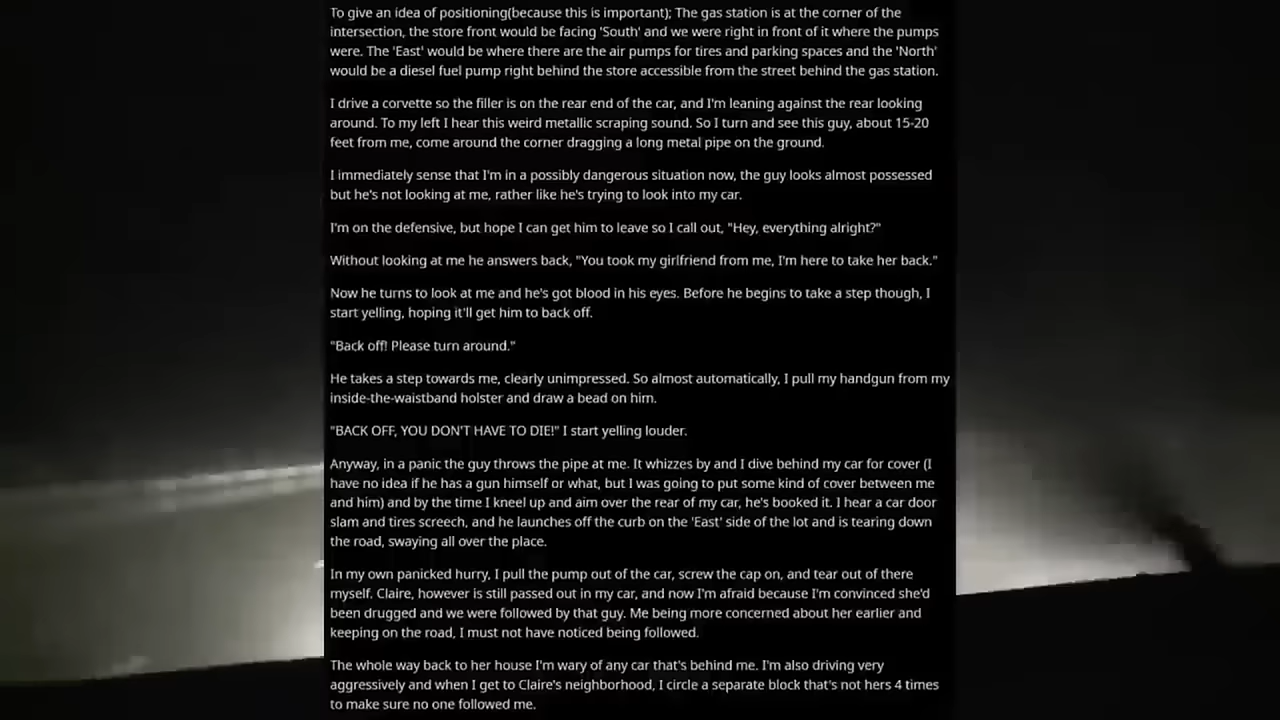 To give an idea of positioning(because this is important); The gas station is at the corner of the
intersection, the store front would be facing 'South' and we were right in front of it where the pumps
were. The 'East' would be where there are the air pumps for tires and parking spaces and the 'North'
would be a diesel fuel pump right behind the store accessible from the street behind the gas station.
I drive a corvette so the filler is on the rear end of the car, and I'm leaning against the rear looking
around. To my left I hear this weird metallic scraping sound. So I turn and see this guy, about 15-20
feet from me, come around the corner dragging a long metal pipe on the ground.
I immediately sense that I'm in a possibly dangerous situation now, the guy looks almost possessed
but he's not looking at me, rather like he's trying to look into my car.
I'm on the defensive, but hope I can get him to leave so I call out, "Hey, everything alright?"
Without looking at me he answers back, "You took my girlfriend from me, I'm here to take her back."
Now he turns to look at me and he's got blood in his eyes. Before he begins to take a step though, I
start yelling, hoping it'll get him to back off.
"Back off! Please turn around."
He takes a step towards me, clearly unimpressed. So almost automatically, I pull my handgun from my
inside-the-waistband holster and draw a bead on him.
"BACK OFF, YOU DON'T HAVE TO DIE!" I start yelling louder.
Anyway, in a panic the guy throws the pipe at me. It whizzes by and I dive behind my car for cover (I
have no idea if he has a gun himself or what, but I was going to put some kind of cover between me
and him) and by the time I kneel up and aim over the rear of my car, he's booked it. I hear a car door
slam and tires screech, and he launches off the curb on the 'East' side of the lot and is tearing down
the road, swaying all over the place.
In my own panicked hurry, I pull the pump out of the car, screw the cap on, and tear out of there
myself. Claire, however is still passed out in my car, and now I'm afraid because I'm convinced she'd
been drugged and we were followed by that guy. Me being more concerned about her earlier and
keeping on the road, I must not have noticed being followed.
The whole way back to her house I'm wary of any car that's behind me. I'm also driving very
aggressively and when I get to Claire's neighborhood, I circle a separate block that's not hers 4 times
to make sure no one followed me.